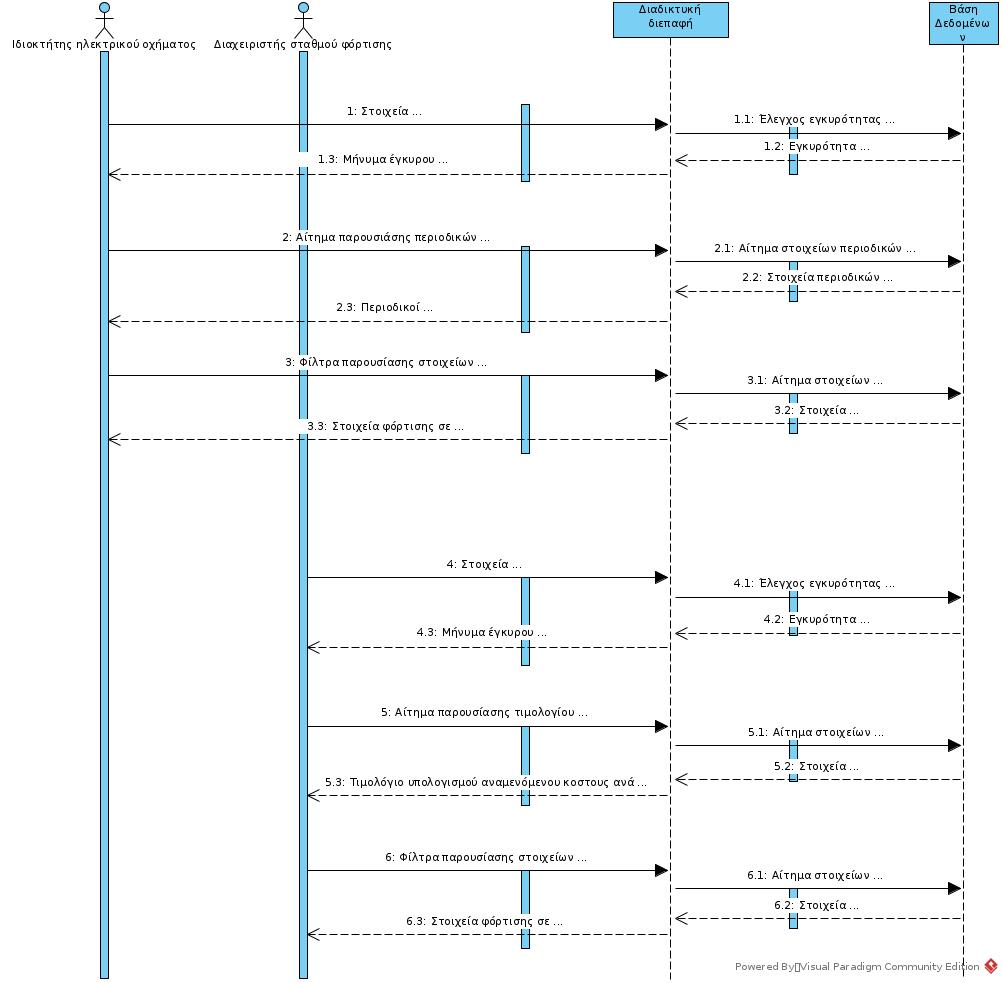 Διαδικτυακή
διεπαφή
Βάση
Δεδομένω
ν
Ιδιοκτήτης ηλεκτρικού οχήματος
Διαχειριστής σταθμού φόρτισης
1: Στοιχεία ...
1.1: Έλεγχος εγκυρότητας ...
1.2: Εγκυρότητα ...
1.3: Μήνυμα έγκυρου ...
2: Αίτημα παρουσιάσης περιοδικών ...
2.1: Αίτημα στοιχείων περιοδικών ...
2.2: Στοιχεία περιοδικών ...
2.3: Περιοδικοί ...
3: Φίλτρα παρουσίασης στοιχείων ...
3.1: Αίτημα στοιχείων ...
3.2: Στοιχεία ...
3.3: Στοιχεία φόρτισης σε ...
4: Στοιχεία ...
4.1: Έλεγχος εγκυρότητας ...
4.2: Εγκυρότητα ...
4.3: Μήνυμα έγκυρου ...
5: Αίτημα παρουσίασης τιμολογίου ...
5.1: Αίτημα στοιχείων ...
5.2: Στοιχεία ...
5.3: Τιμολόγιο υπολογισμού αναμενόμενου κοστους ανά ...
6: Φίλτρα παρουσίασης στοιχείων ...
6.1: Αίτημα στοιχείων ...
6.2: Στοιχεία ...
6.3: Στοιχεία φόρτισης σε ...
Powered By Visual Paradigm Community Edition